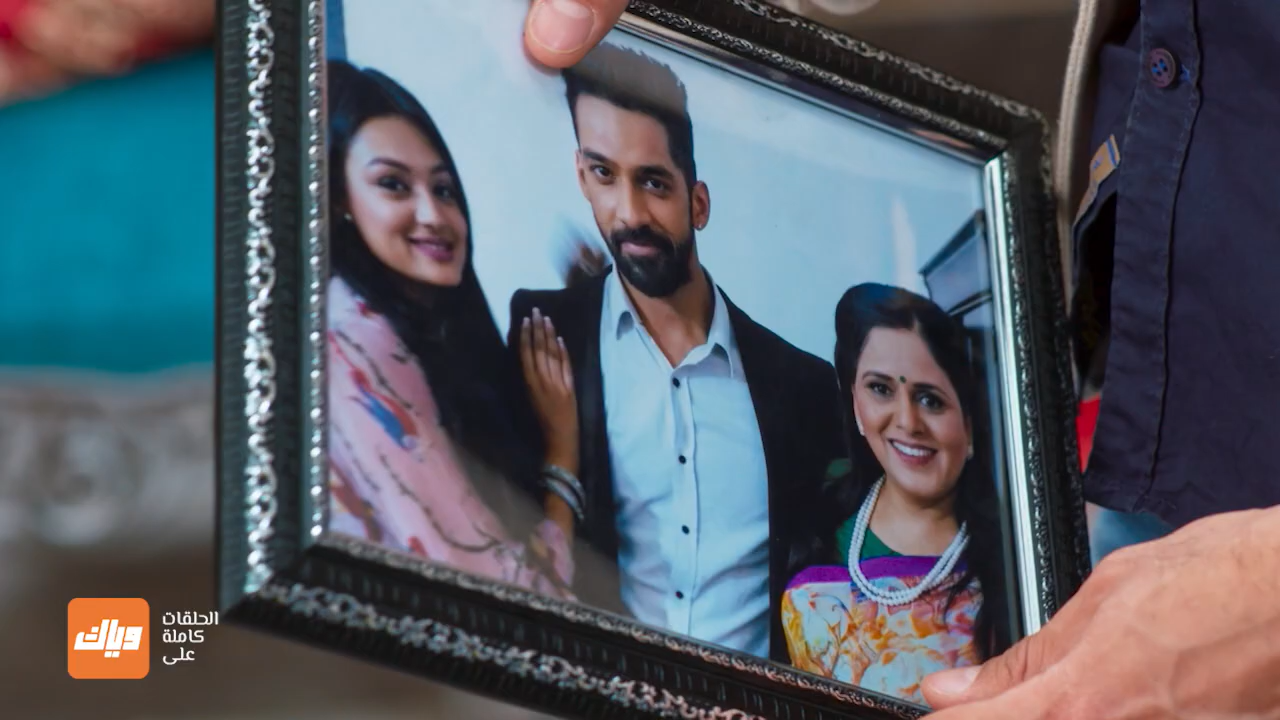 وياك
الحلقات
كاملة
على